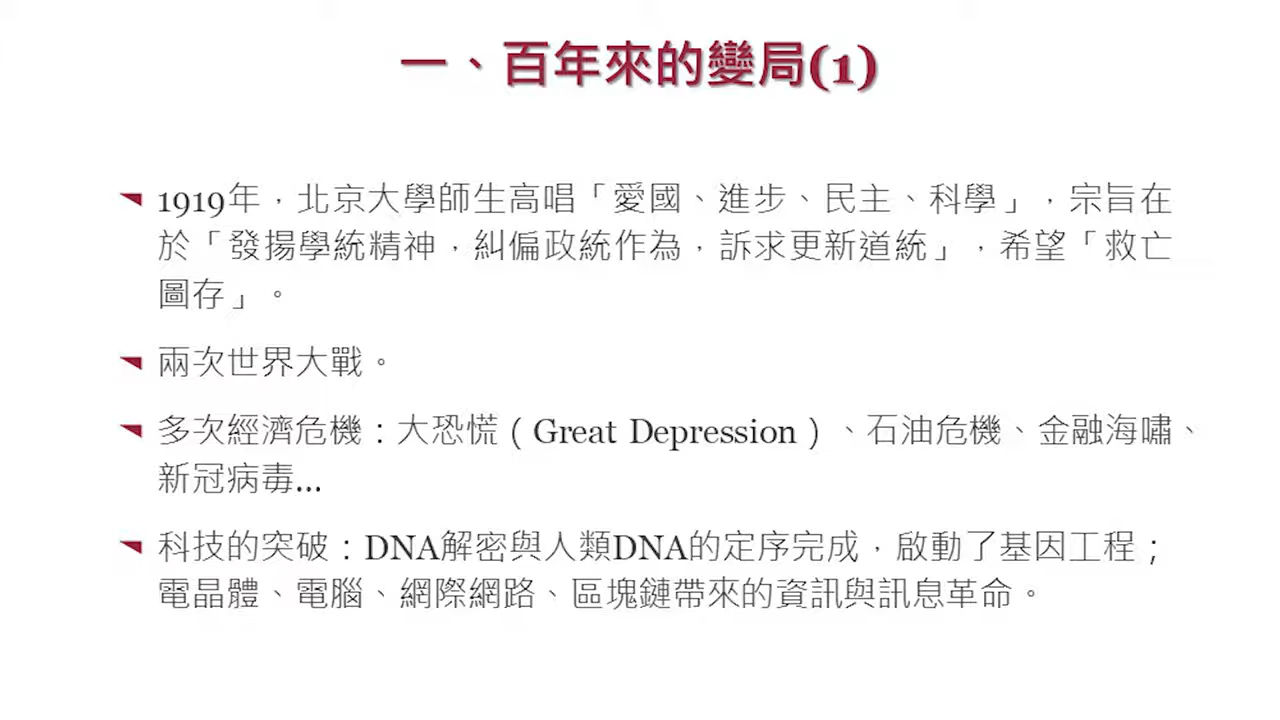 一、百年來的變局(1)
1919年，北京大學師生高唱「愛國、進步、民主、科學」，宗旨在
於「發揚學統精神，糾偏政統作為，訴求更新道統」，希望「救亡
圖存」。
兩次世界大戰。
多次經濟危機：大恐慌（Great Depression）、石油危機、金融海嘯、
新冠病毒...
科技的突破：DNA解密與人類DNA的定序完成，啟動了基因工程；
電晶體、電腦、網際網路、區塊鏈帶來的資訊與訊息革命。